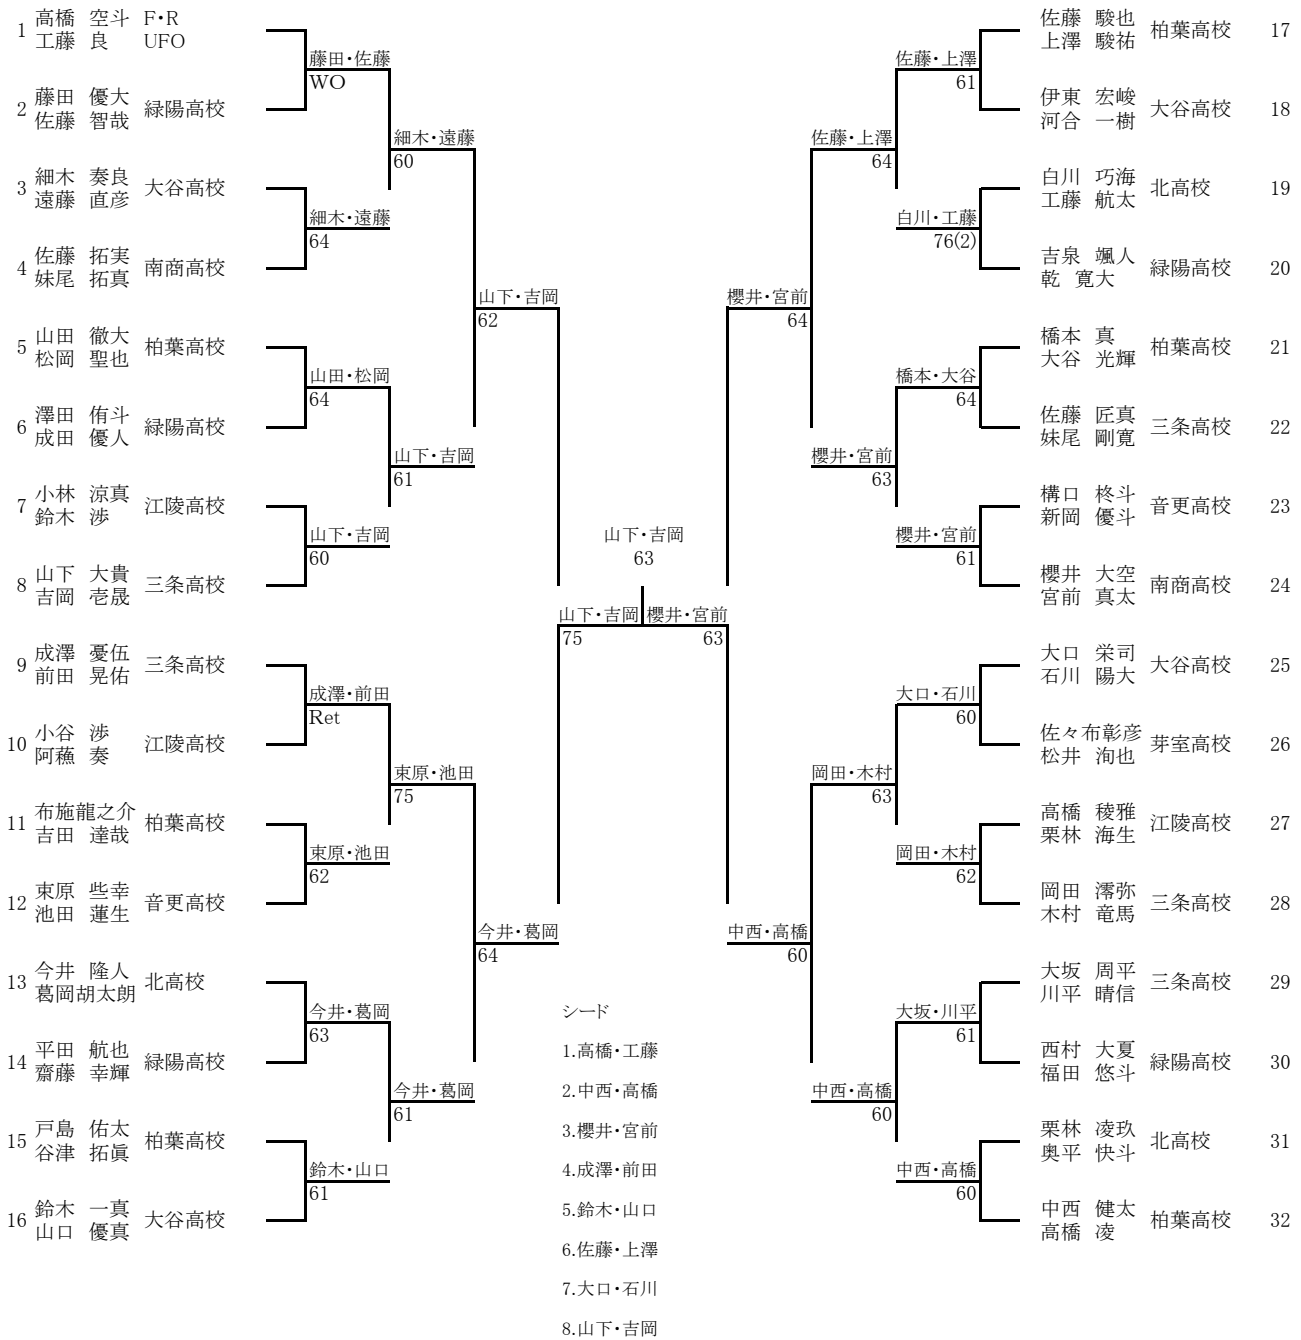 1 高橋 空斗 F・R
工藤 良 UFO
藤田・佐藤
WO
2 藤田 優大 緑陽高校
佐藤 智哉
細木・遠藤
60
3 細木 奏良 大谷高校
遠藤 直彦
細木・遠藤
64
4 佐藤 拓実 南商高校
妹尾 拓真
山下・吉岡
62
5 山田 徹大 柏葉高校
松岡 聖也
山田・松岡
64
6 澤田 侑斗 緑陽高校
成田 優人
山下・吉岡
61
7 小林 涼真 江陵高校
鈴木 渉
山下・吉岡
60
8 山下 大貴 三条高校
吉岡 壱晟
山下・吉岡
75
9 成澤 憂伍 三条高校
前田 晃佑
成澤・前田
Ret
10 小谷 渉 江陵高校
阿蘓 奏
東原・池田
75
11 布施龍之介 柏葉高校
吉田 達哉
東原・池田
62
12 東原 些幸 音更高校
池田 蓮生
今井・葛岡
64
13 今井 隆人 北高校
葛岡胡太朗
今井・葛岡
63
14 平田 航也 緑陽高校
齋藤 幸輝
今井・葛岡
61
15 戸島 佑太 柏葉高校
谷津 拓眞
鈴木・山口
61
16 鈴木 一真 大谷高校
山口 優真
山下・吉岡
63
佐藤 駿也 柏葉高校 17
上澤 駿祐
佐藤・上澤
61
伊東 宏峻 大谷高校 18
河合 一樹
佐藤・上澤
64
白川 巧海 北高校 19
工藤 航太
白川・工藤
76(2)
吉泉 颯人 緑陽高校 20
乾 寛大
櫻井・宮前
64
橋本 真 柏葉高校 21
大谷 光輝
橋本・大谷
64
佐藤 匠真 三条高校 22
妹尾 剛寛
櫻井・宮前
63
構口 柊斗 音更高校 23
新岡 優斗
櫻井・宮前
61
櫻井 大空 南商高校 24
宮前 真太
櫻井・宮前
63
大口 栄司 大谷高校 25
石川 陽大
大口・石川
60
佐々布彰彦 芽室高校 26
松井 洵也
岡田・木村
63
高橋 稜雅 江陵高校 27
栗林 海生
岡田・木村
62
岡田 澪弥 三条高校 28
木村 竜馬
中西・高橋
60
大坂 周平 三条高校 29
川平 晴信
大坂・川平
61
西村 大夏 緑陽高校 30
福田 悠斗
中西・高橋
60
栗林 凌玖 北高校 31
奥平 快斗
中西・高橋
60
中西 健太 柏葉高校 32
高橋 凌
シード
1.高橋・工藤
2.中西・高橋
3.櫻井・宮前
4.成澤・前田
5.鈴木・山口
6.佐藤・上澤
7.大口・石川
8.山下・吉岡